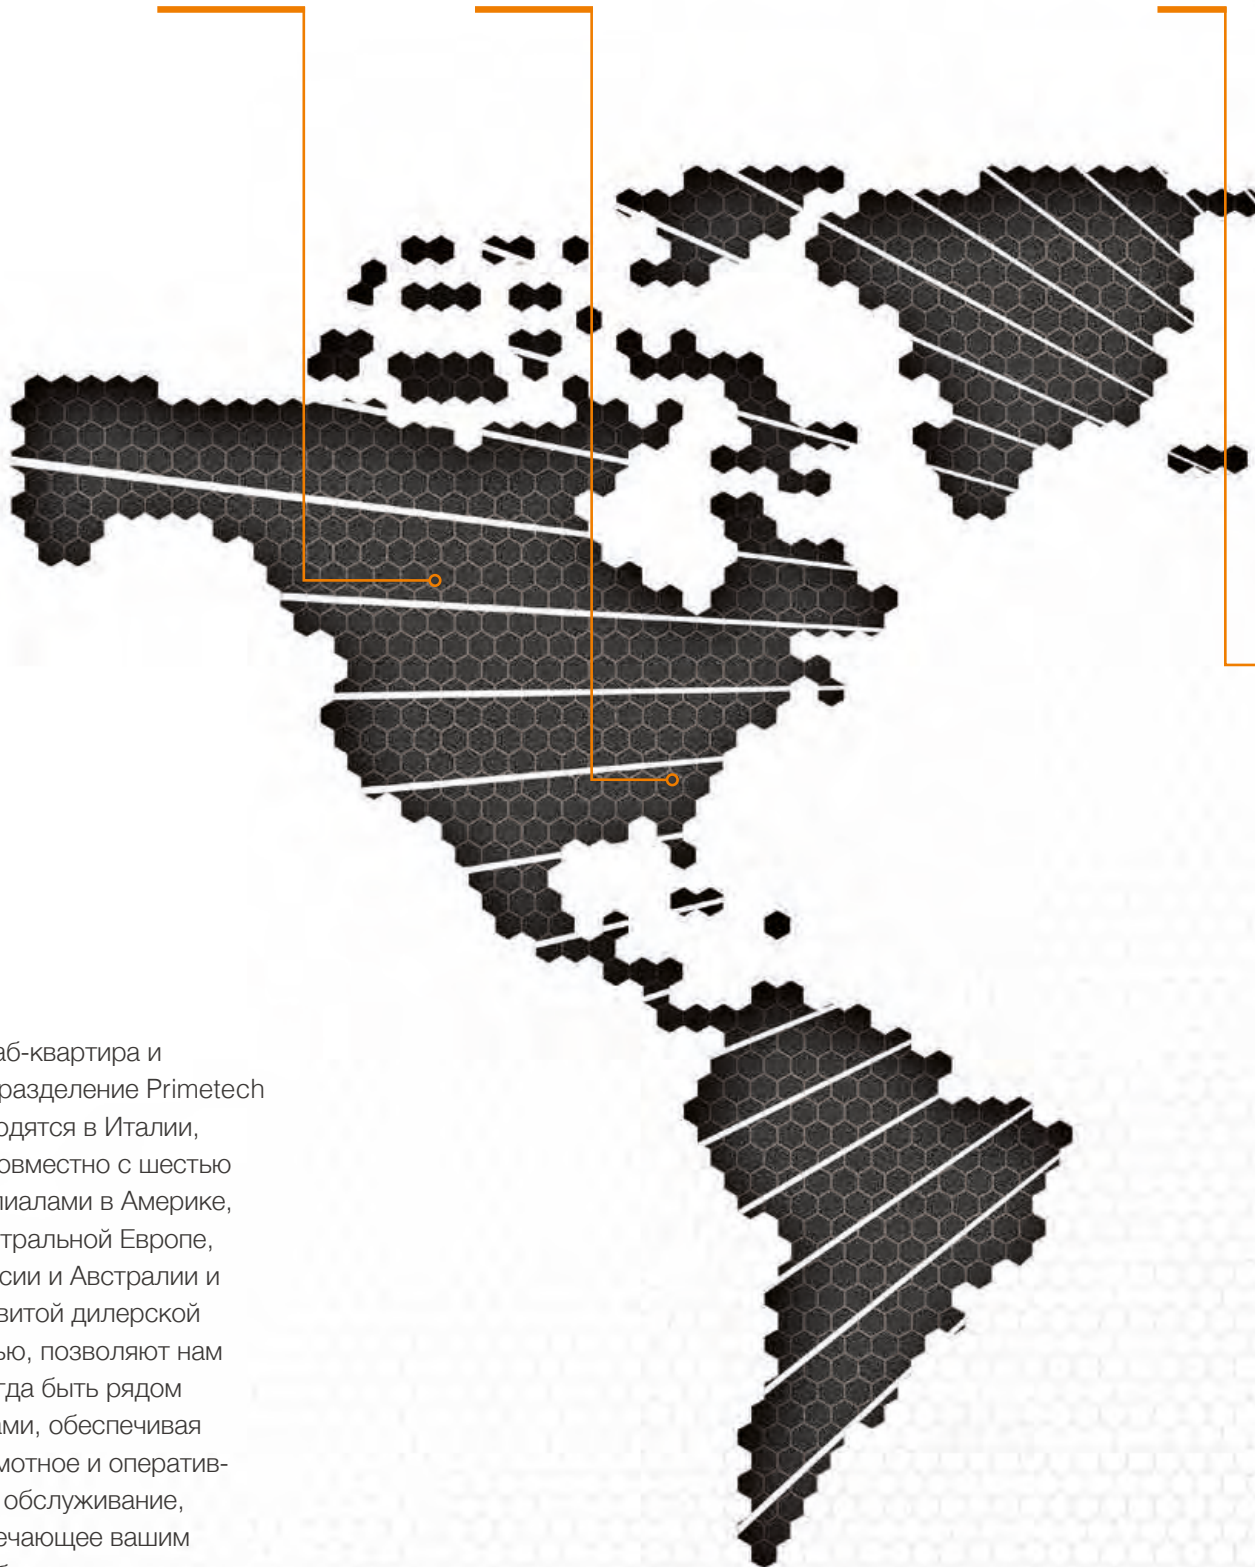 аб-квартира и
разделение Primetech
одятся в Италии,
овместно с шестью
лиалами в Америке,
тральной Европе,
сии и Австралии и
витой дилерской
ью, позволяют нам
гда быть рядом
ами, обеспечивая
мотное и оператив-
обслуживание,
ечающее вашим